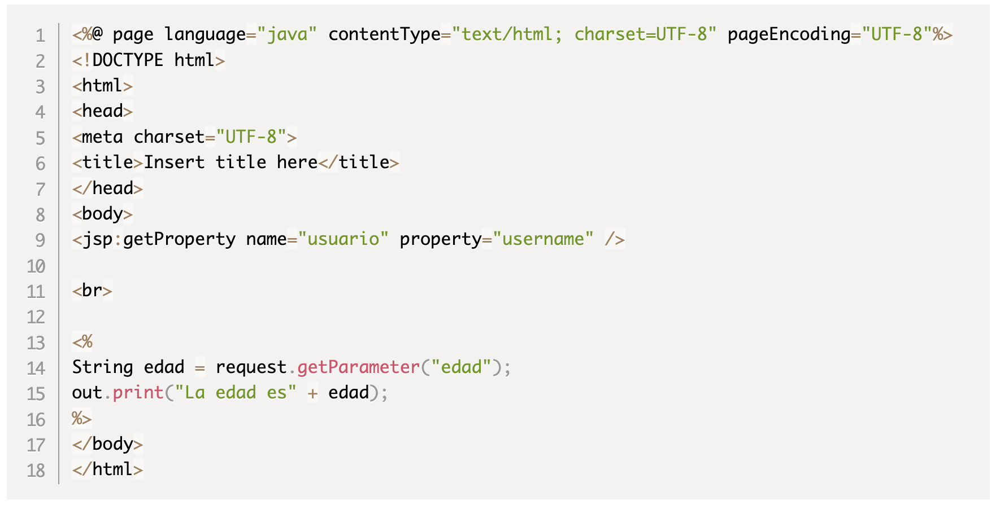 1 <%@ page language="java" contentType="text/html; charset=UTF-8" pageEncoding="UTF-8"%>
2 <!DOCTYPE html>
3 <html>
4 <head>
5 <meta charset="UTF-8">
6 <title>Insert title here</title>
7 </head>
8 <body>
9 <jsp:getProperty name="usuario" property="username" />
10
11 <br>
12
13 <%
14 String edad = request.getParameter("edad");
15 out.print("La edad es" + edad);
16 %>
17 </body>
18 </html>